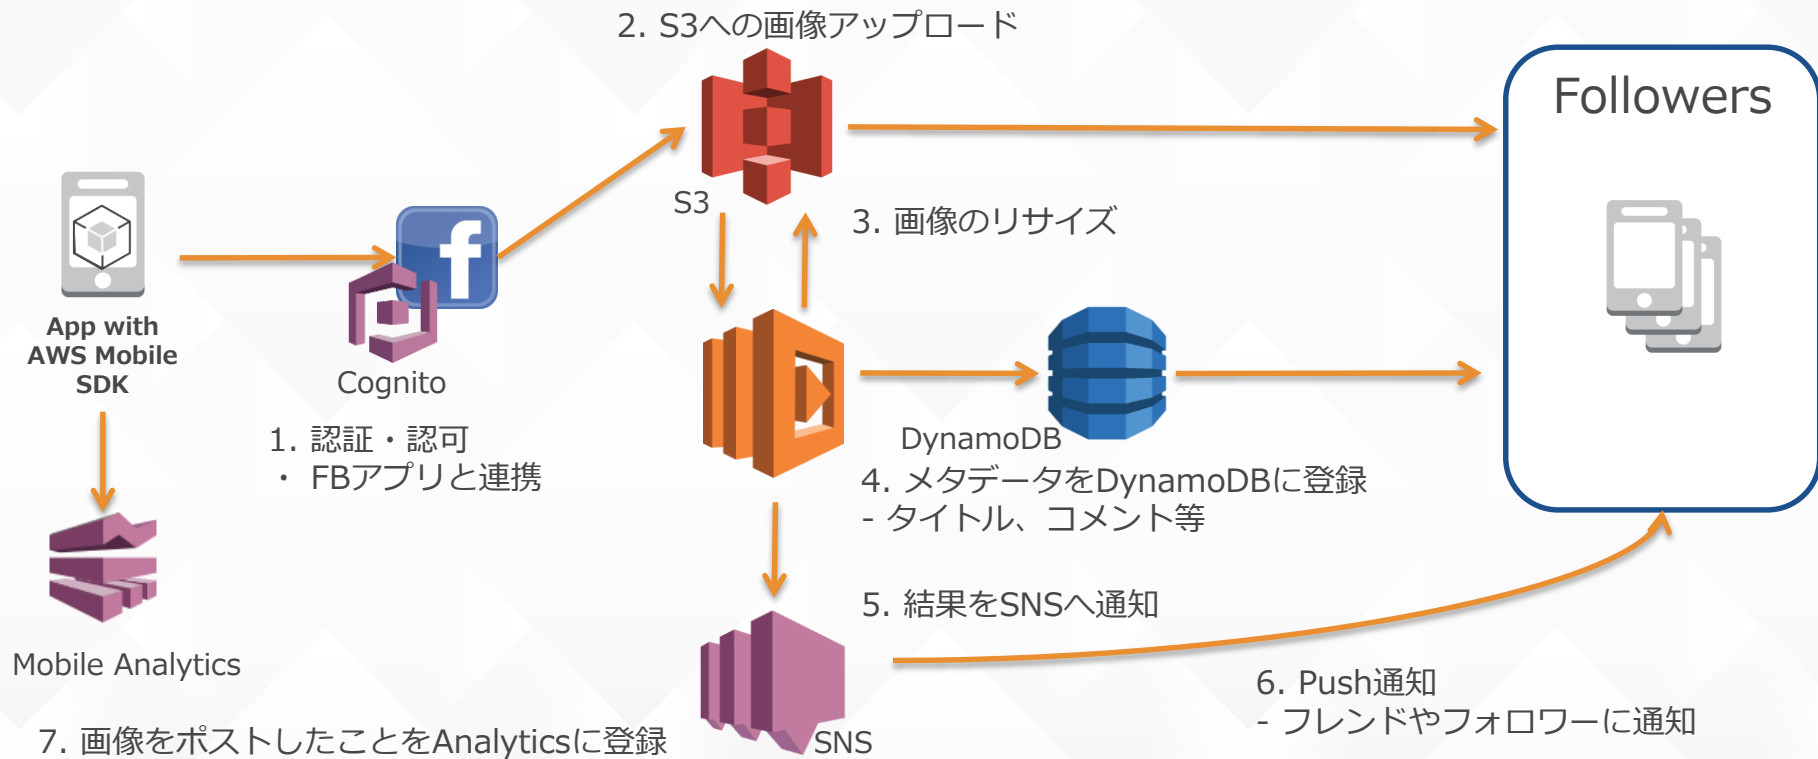 2. S3への画像アップロード
Followers
S3
3. 画像のリサイズ
App with
AWS Mobile
SDK
f
Cognito
1. 認証・認可
・ FBアプリと連携
DynamoDB
4. メタデータをDynamoDBに登録
- タイトル、コメント等
5. 結果をSNSへ通知
Mobile Analytics
6. Push通知
- フレンドやフォロワーに通知
7. 画像をポストしたことをAnalyticsに登録
SNS